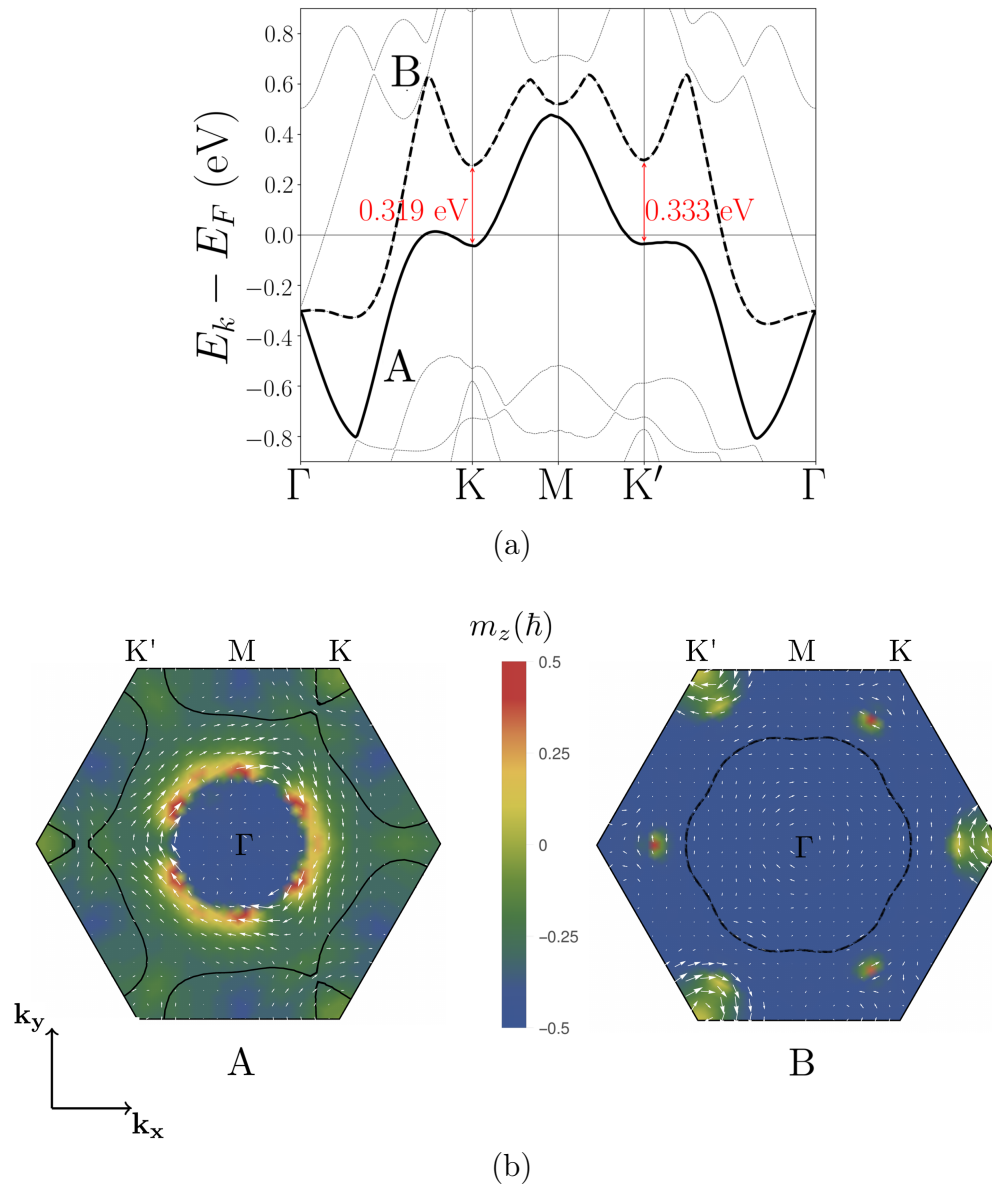 0.8
B
0.6
0.4
0.2
0.319 eV
0.333 eV
0.0
−0.2
−0.4
A
−0.6
−0.8
E_k − E_F (eV)
Γ K M K′ Γ
(a)
m_z(ħ)
K' M K
K' M K
0.5
0.25
0
−0.25
−0.5
Γ
Γ
k_y
k_x
A
B
(b)